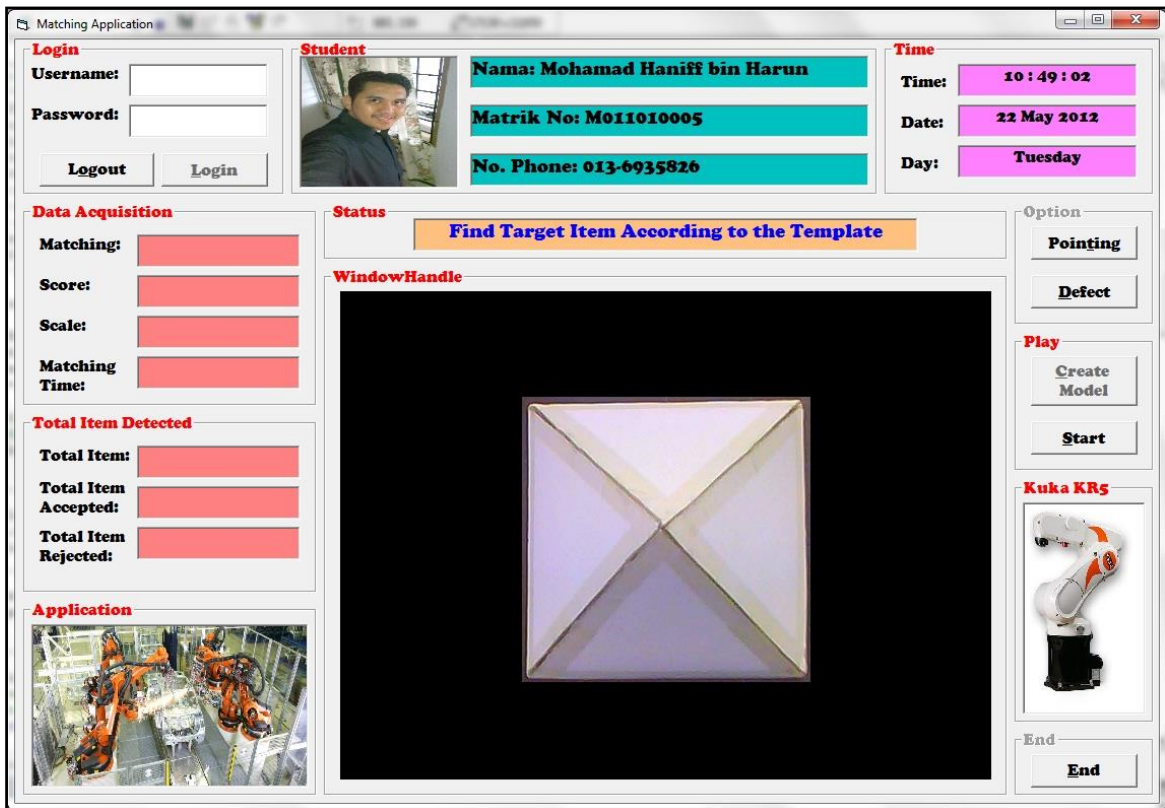 Matching Application
Login
Username:
Password:
Logout
Login
Student
Nama: Mohamad Haniff bin Harun
Matrik No: M011010005
No. Phone: 013-6935826
Time
Time: 10 : 49 : 02
Date: 22 May 2012
Day: Tuesday
Data Acquisition
Matching:
Score:
Scale:
Matching
Time:
Total Item Detected
Total Item:
Total Item
Accepted:
Total Item
Rejected:
Application
Status
Find Target Item According to the Template
WindowHandle
Option
Pointing
Defect
Play
Create
Model
Start
Kuka KR5
End
End